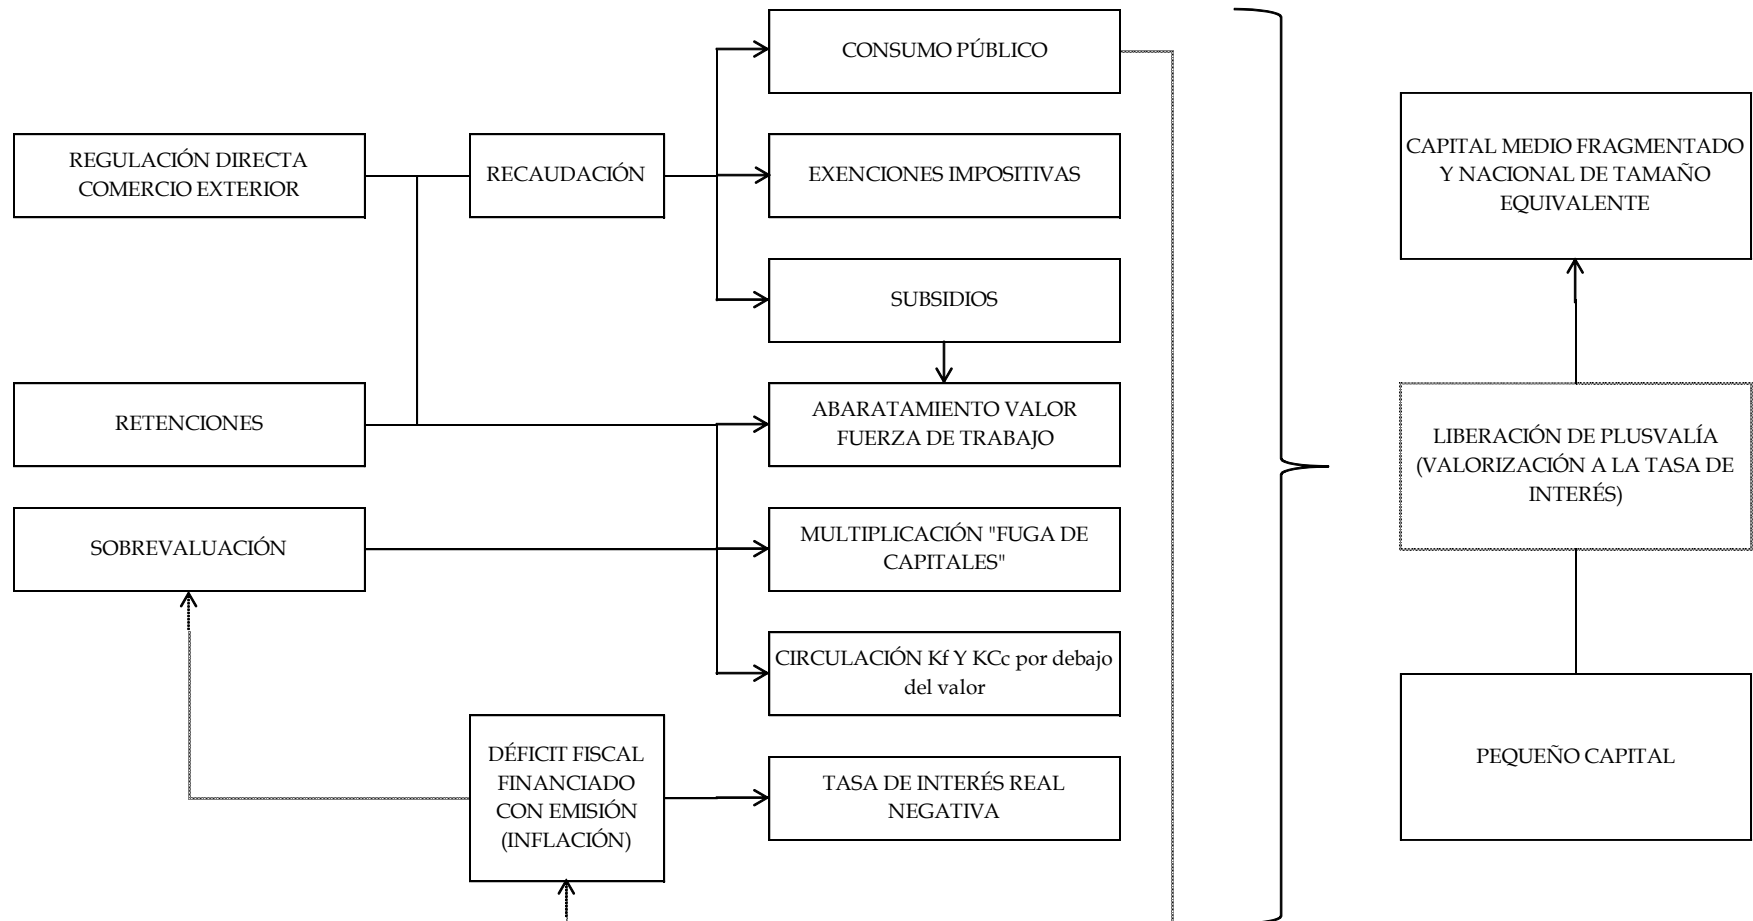 CONSUMO PÚBLICO
REGULACIÓN DIRECTA
COMERCIO EXTERIOR
RECAUDACIÓN
EXENCIONES IMPOSITIVAS
SUBSIDIOS
RETENCIONES
ABARATAMIENTO VALOR
FUERZA DE TRABAJO
SOBREVALUACIÓN
MULTIPLICACIÓN "FUGA DE
CAPITALES"
CIRCULACIÓN Kf Y KCc por debajo
del valor
DÉFICIT FISCAL
FINANCIADO
CON EMISIÓN
(INFLACIÓN)
TASA DE INTERÉS REAL
NEGATIVA
CAPITAL MEDIO FRAGMENTADO
Y NACIONAL DE TAMAÑO
EQUIVALENTE
LIBERACIÓN DE PLUSVALÍA
(VALORIZACIÓN A LA TASA DE
INTERÉS)
PEQUEÑO CAPITAL